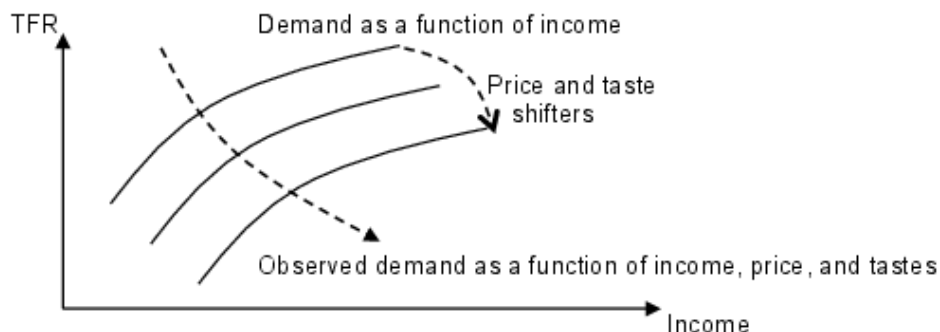 TFR
Demand as a function of income
Price and taste
shifters
Observed demand as a function of income, price, and tastes
Income